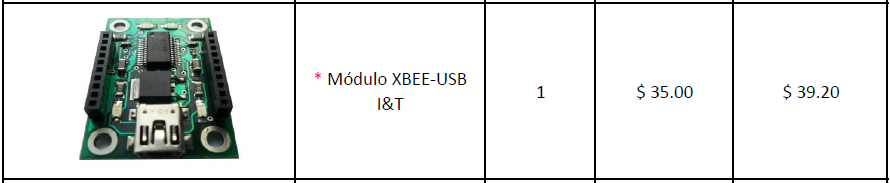 * Módulo XBEE-USB
I&T
1
$ 35.00
$ 39.20